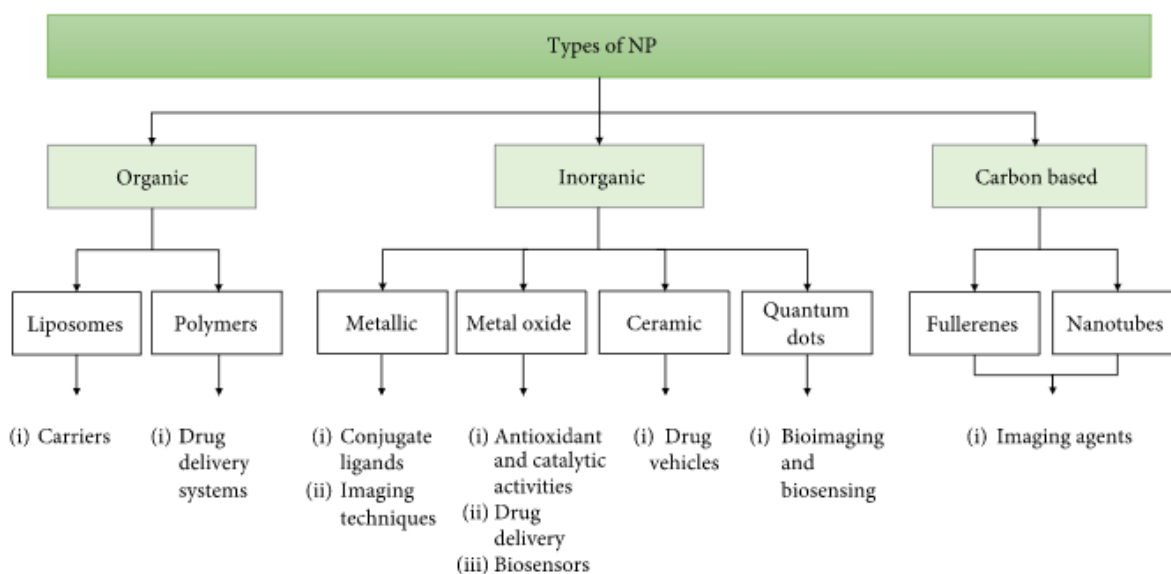 Types of NP
Organic
Inorganic
Carbon based
Liposomes
Polymers
Metallic
Metal oxide
Ceramic
Quantum
dots
Fullerenes
Nanotubes
(i) Carriers
(i) Drug
delivery
systems
(i) Conjugate
ligands
(ii) Imaging
techniques
(i) Antioxidant
and catalytic
activities
(ii) Drug
delivery
(iii) Biosensors
(i) Drug
vehicles
(i) Bioimaging
and
biosensing
(i) Imaging agents